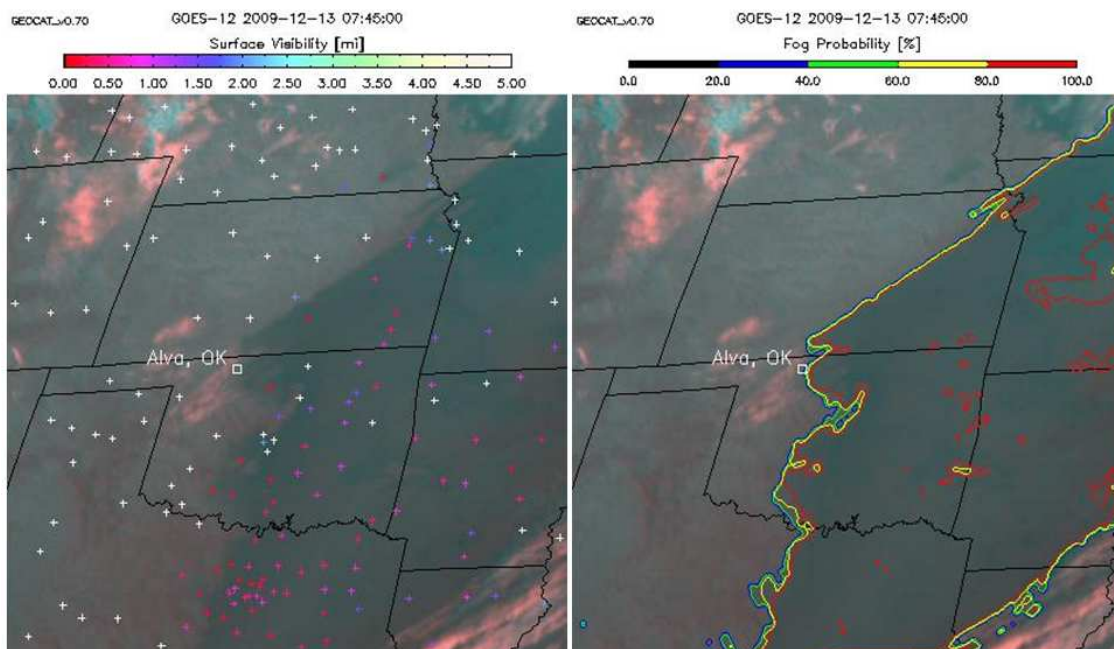 GEOCAT_v0.70 GOES-12 2009-12-13 07:45:00
Surface Visibility [mi]
0.00 0.50 1.00 1.50 2.00 2.50 3.00 3.50 4.00 4.50 5.00
Alva, OK
GEOCAT_v0.70 GOES-12 2009-12-13 07:45:00
Fog Probability [%]
0.0 20.0 40.0 60.0 80.0 100.0
Alva, OK